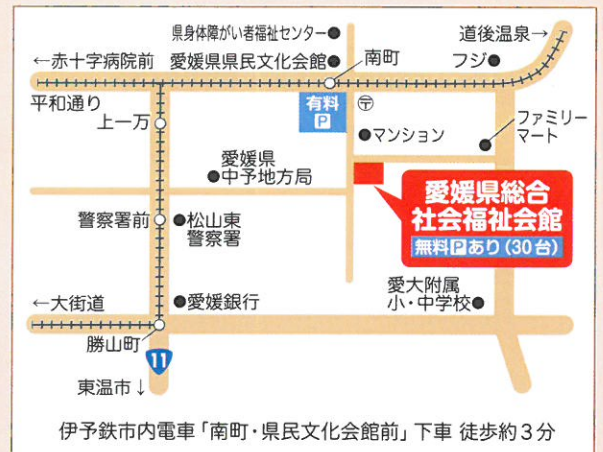 県身体障がい者福祉センター
道後温泉→
←赤十字病院前
愛媛県県民文化会館
南町
フジ
平和通り
有料
P
〒
上一万
マンション
ファミリー
マート
愛媛県
中予地方局
愛媛県総合
社会福祉会館
無料Pあり(30台)
警察署前
松山東
警察署
←大街道
愛媛銀行
愛大附属
小・中学校
勝山町
11
東温市↓
伊予鉄市内電車「南町・県民文化会館前」下車 徒歩約3分